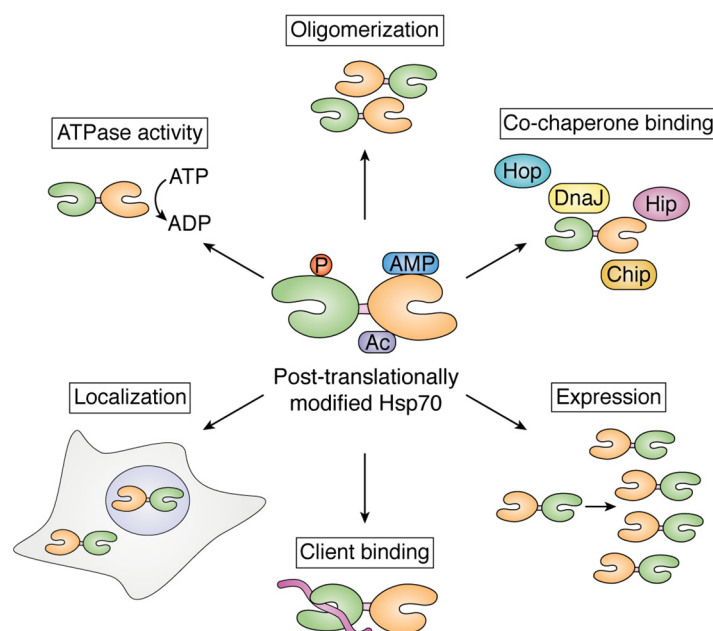 Oligomerization
ATPase activity
ATP
ADP
Co-chaperone binding
Hop
DnaJ
Hip
Chip
P
AMP
Ac
Post-translationally
modified Hsp70
Localization
Expression
Client binding